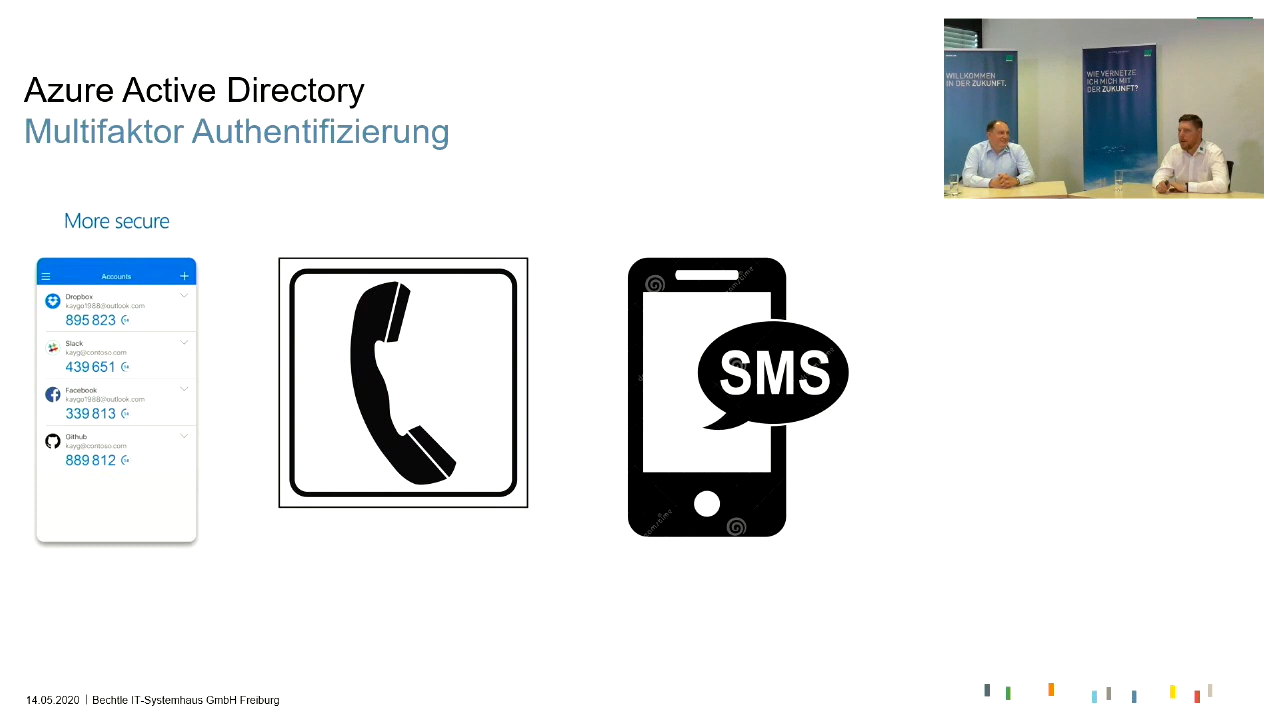 Azure Active Directory
Multifaktor Authentifizierung
WILLKOMMEN
IN DER ZUKUNFT.
WIE VERNETZE
ICH MICH MIT
DER ZUKUNFT?
More secure
Accounts
Dropbox
kaygo1988@outlook.com
895 823
Slack
kayg@contoso.com
439 651
Facebook
kaygo1988@outlook.com
339 813
Github
kayg@contoso.com
889 812
SMS
14.05.2020 | Bechtle IT-Systemhaus GmbH Freiburg